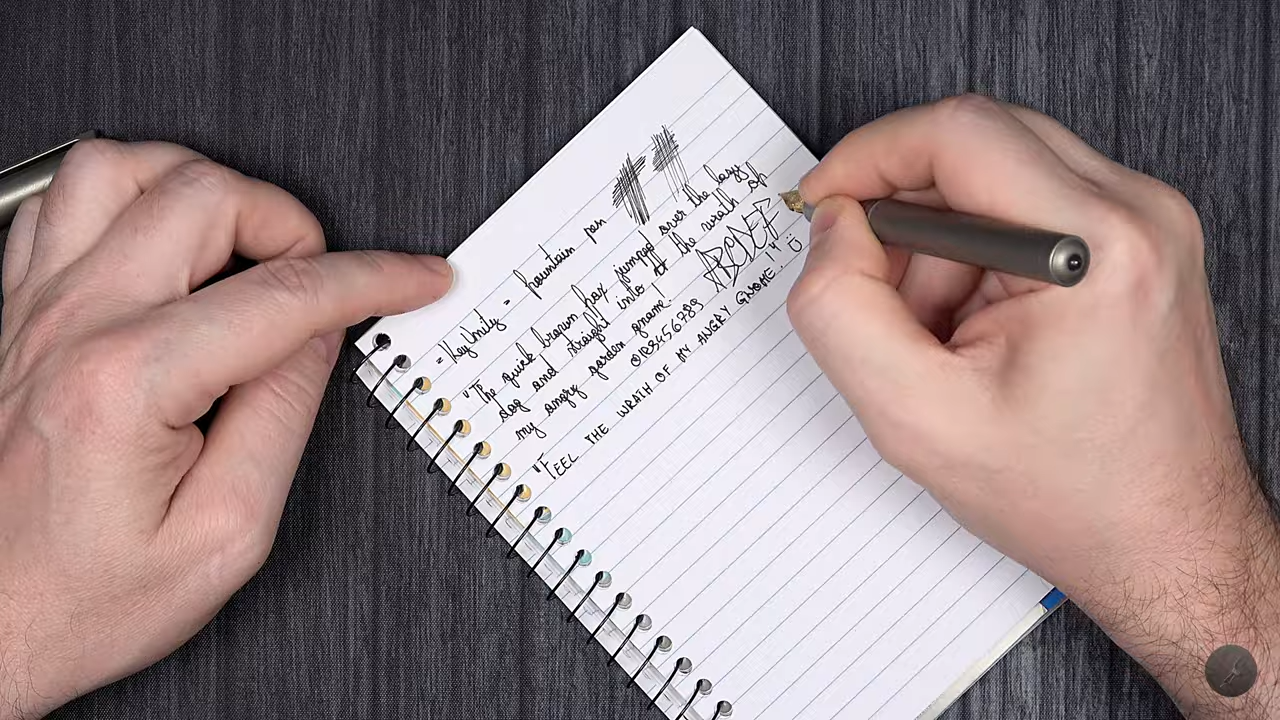 = KeyUnity = fountain pen
"The quick brown fox jumped over the lazy
dog and straight into the wrath of
my angry garden gnome!
0123456789 ABCDEF
"FEEL THE WRATH OF MY ANGRY GNOME..!"